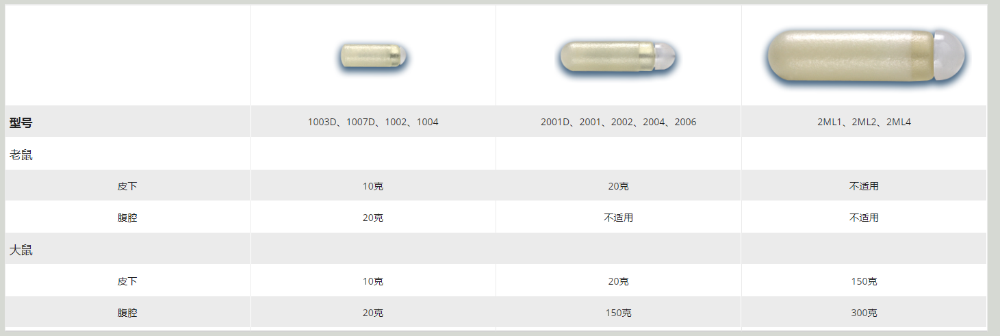 型号 1003D、1007D、1002、1004 2001D、2001、2002、2004、2006 2ML1、2ML2、2ML4
老鼠
皮下 10克 20克 不适用
腹腔 20克 不适用 不适用
大鼠
皮下 10克 20克 150克
腹腔 20克 150克 300克